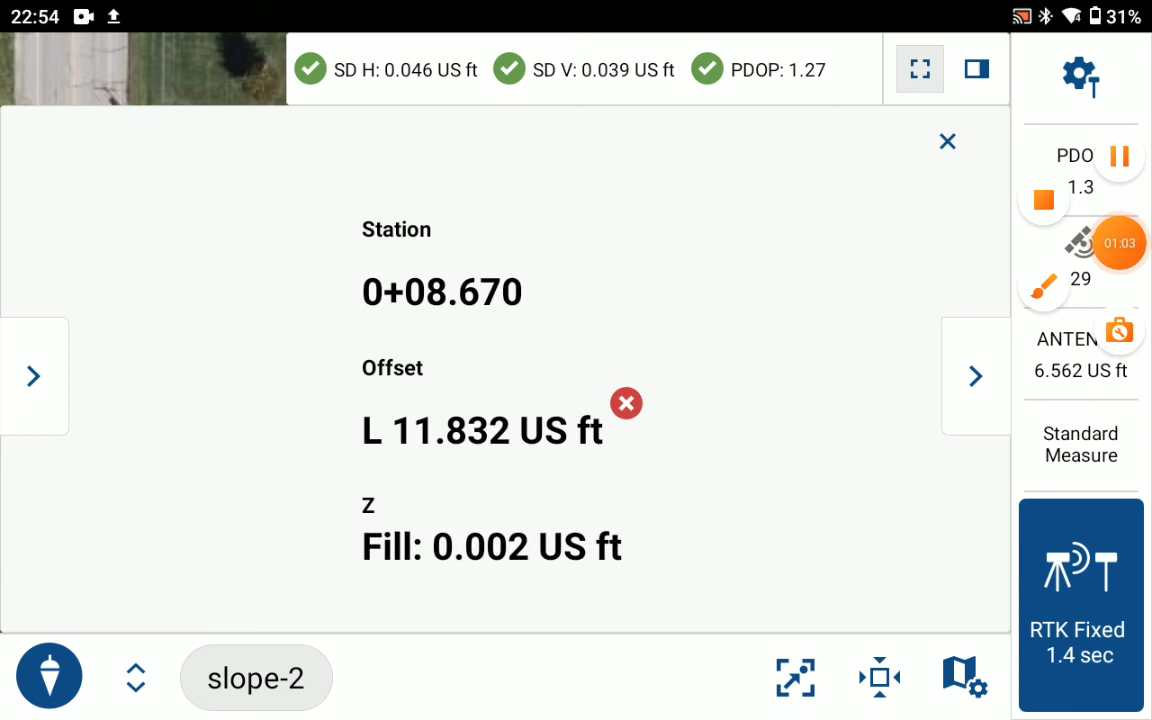 22:54
31%
SD H: 0.046 US ft
SD V: 0.039 US ft
PDOP: 1.27
Station
0+08.670
Offset
L 11.832 US ft
Z
Fill: 0.002 US ft
slope-2
PDO
1.3
01:03
29
ANTEN
6.562 US ft
Standard
Measure
RTK Fixed
1.4 sec